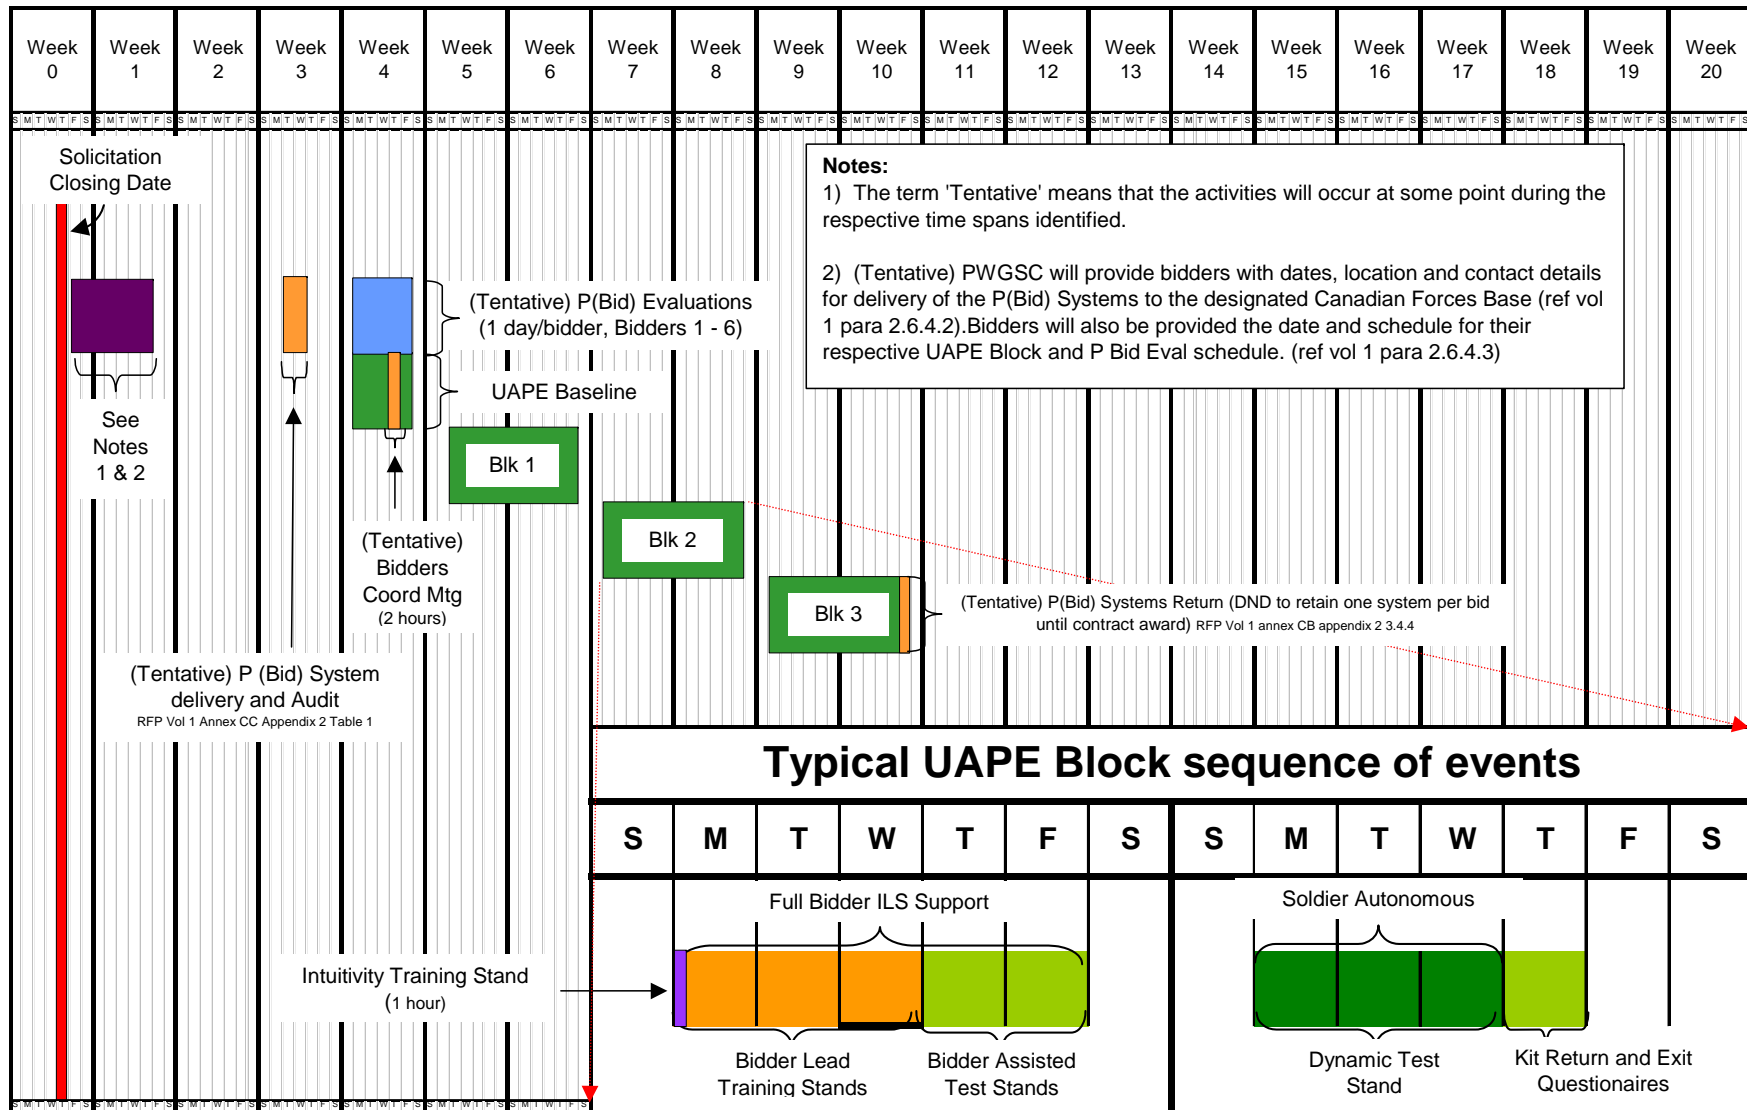 Week 0
Week 1
Week 2
Week 3
Week 4
Week 5
Week 6
Week 7
Week 8
Week 9
Week 10
Week 11
Week 12
Week 13
Week 14
Week 15
Week 16
Week 17
Week 18
Week 19
Week 20
S M T W T F S S M T W T F S S M T W T F S S M T W T F S S M T W T F S S M T W T F S S M T W T F S S M T W T F S S M T W T F S S M T W T F S S M T W T F S S M T W T F S S M T W T F S S M T W T F S S M T W T F S S M T W T F S S M T W T F S S M T W T F S S M T W T F S S M T W T F S S M T W T F S
Solicitation
Closing Date
See
Notes
1 & 2
Notes:
1) The term 'Tentative' means that the activities will occur at some point during the
respective time spans identified.
2) (Tentative) PWGSC will provide bidders with dates, location and contact details
for delivery of the P(Bid) Systems to the designated Canadian Forces Base (ref vol
1 para 2.6.4.2).Bidders will also be provided the date and schedule for their
respective UAPE Block and P Bid Eval schedule. (ref vol 1 para 2.6.4.3)
(Tentative) P(Bid) Evaluations
(1 day/bidder, Bidders 1 - 6)
UAPE Baseline
Blk 1
Blk 2
Blk 3
(Tentative)
Bidders
Coord Mtg
(2 hours)
(Tentative) P(Bid) Systems Return (DND to retain one system per bid
until contract award) RFP Vol 1 annex CB appendix 2 3.4.4
(Tentative) P (Bid) System
delivery and Audit
RFP Vol 1 Annex CC Appendix 2 Table 1
Typical UAPE Block sequence of events
S M T W T F S S M T W T F S
Full Bidder ILS Support
Soldier Autonomous
Intuitivity Training Stand
(1 hour)
Bidder Lead
Training Stands
Bidder Assisted
Test Stands
Dynamic Test
Stand
Kit Return and Exit
Questionaires
S M T W T F S S M T W T F S S M T W T F S S M T W T F S S M T W T F S S M T W T F S S M T W T F S